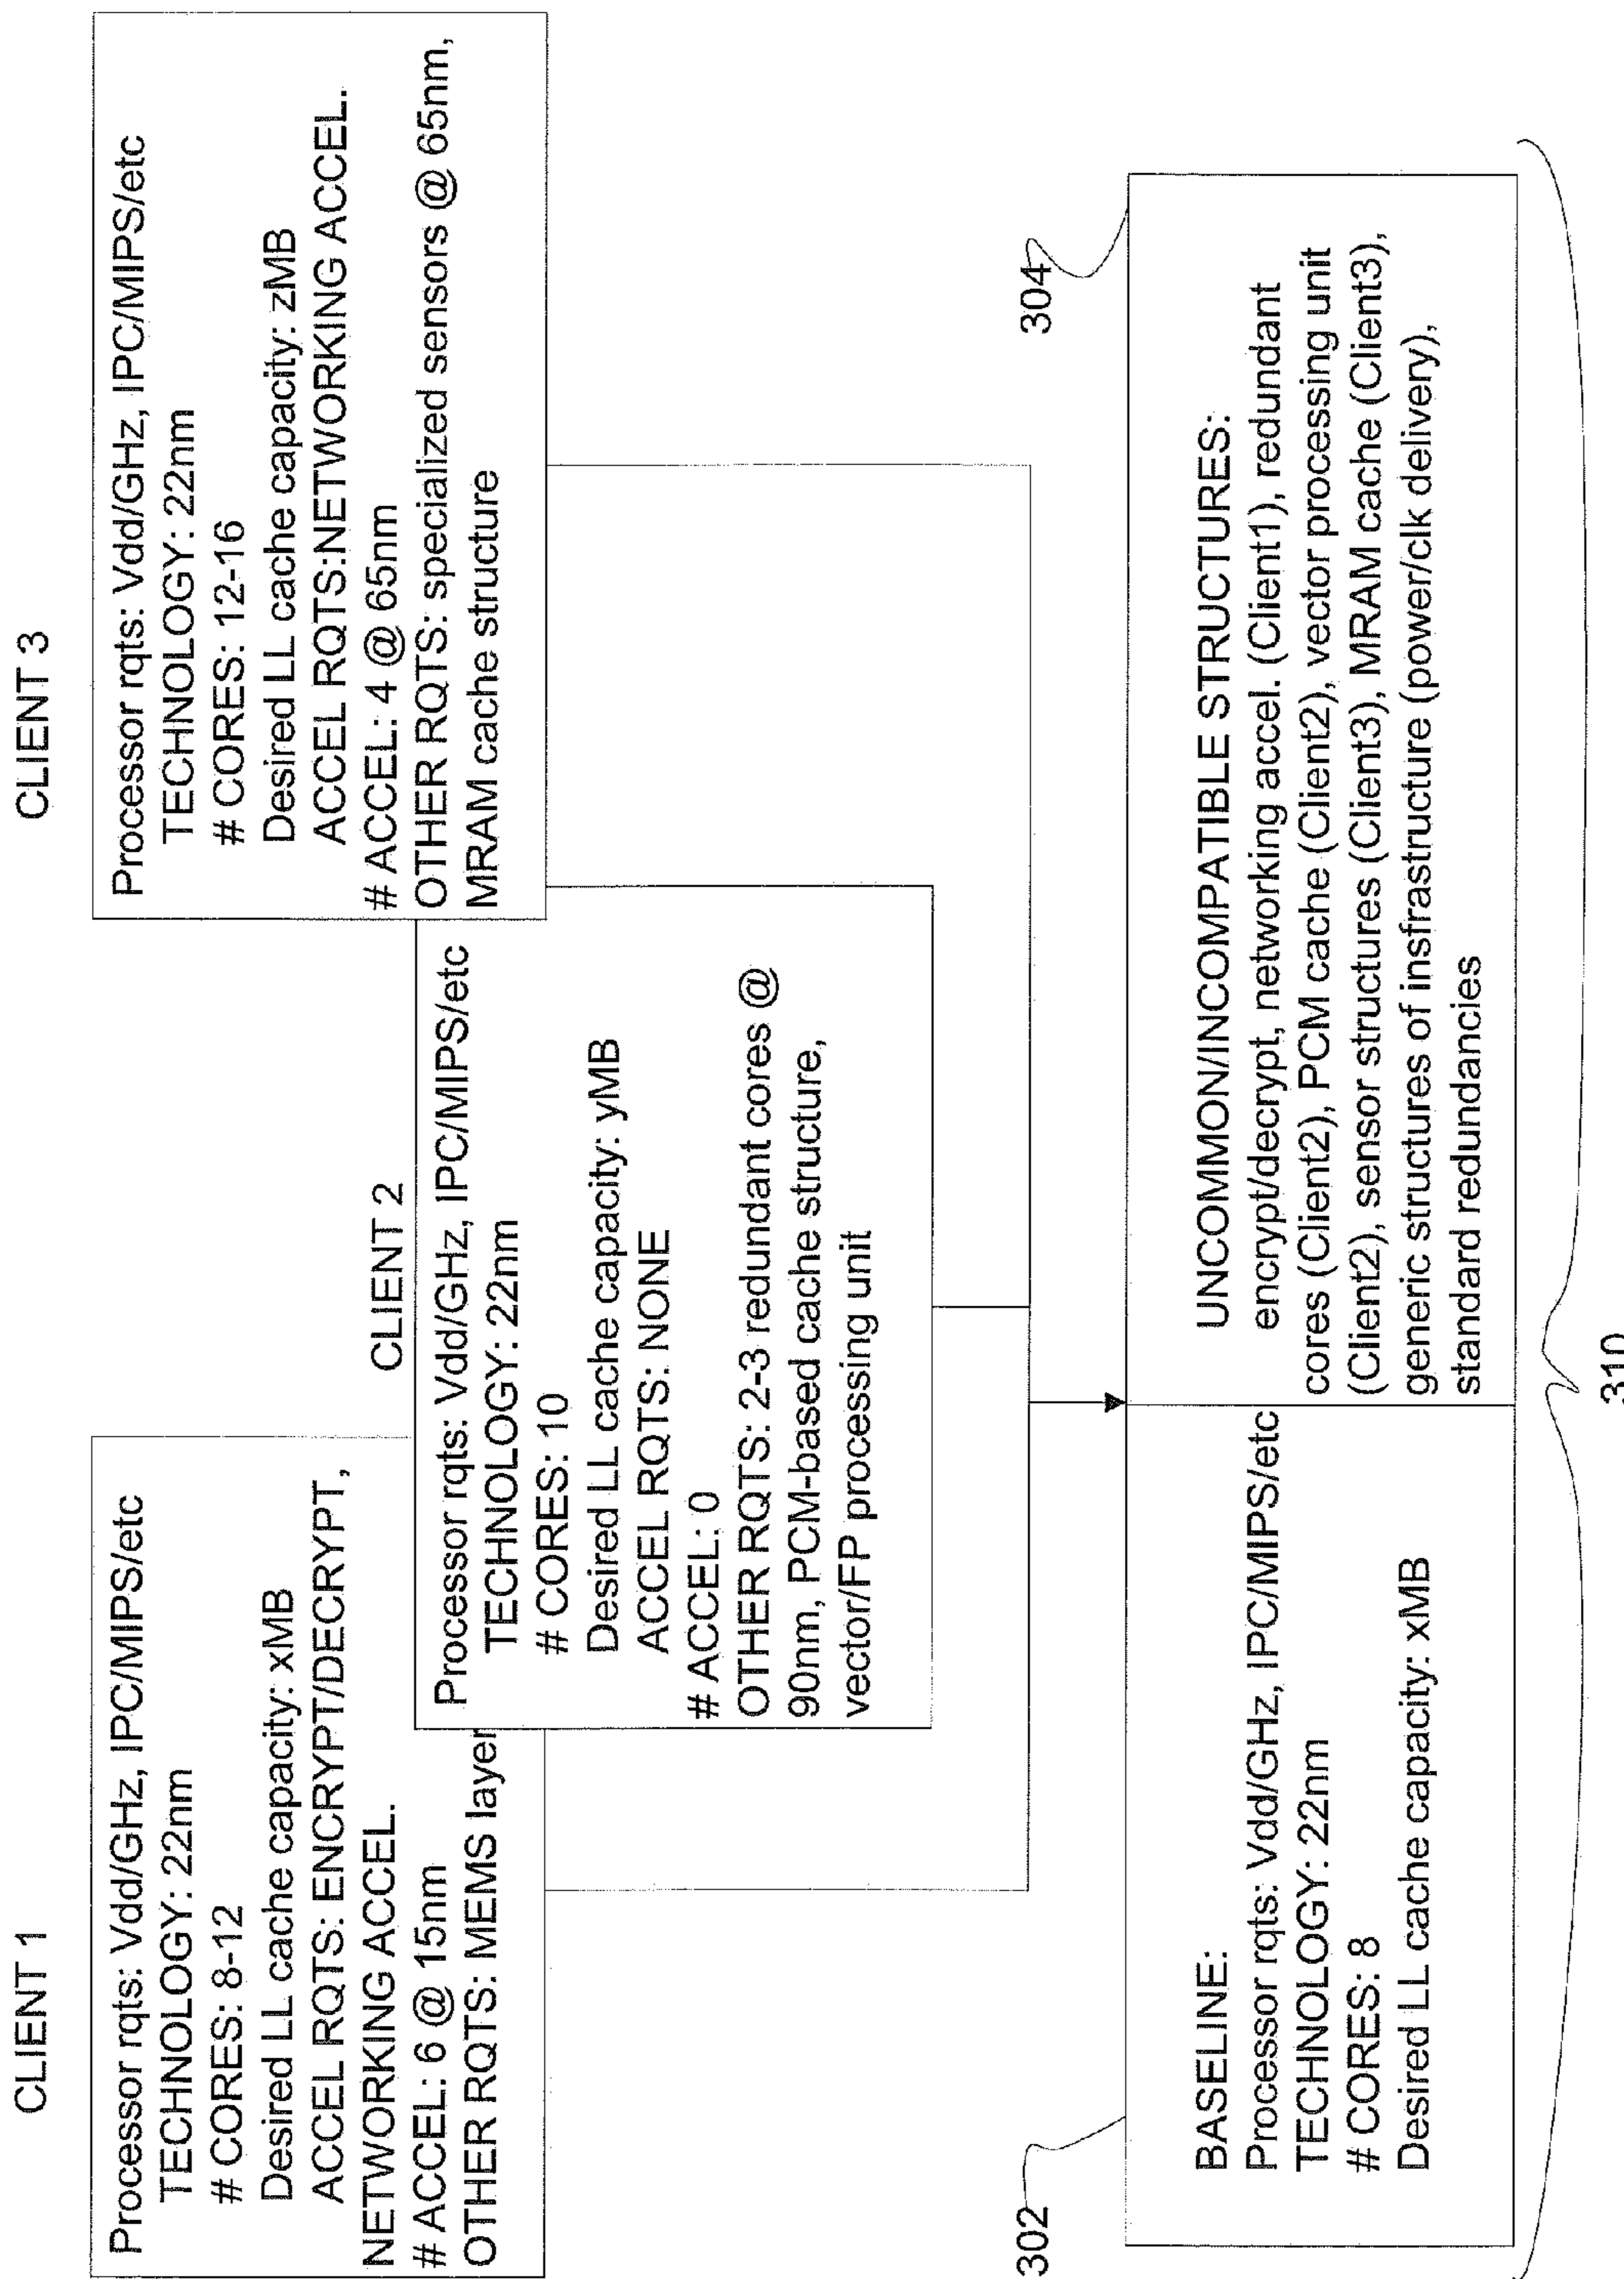 CLIENT 1
Processor rqts: Vdd/GHz, IPC/MIPS/etc
TECHNOLOGY: 22nm
# CORES: 8-12
Desired LL cache capacity: xMB
ACCEL RQTS: ENCRYPT/DECRYPT,
NETWORKING ACCEL.
# ACCEL: 6 @ 15nm
OTHER RQTS: MEMS layer
CLIENT 2
Processor rqts: Vdd/GHz, IPC/MIPS/etc
TECHNOLOGY: 22nm
# CORES: 10
Desired LL cache capacity: yMB
ACCEL RQTS: NONE
# ACCEL: 0
OTHER RQTS: 2-3 redundant cores @
90nm, PCM-based cache structure,
vector/FP processing unit
CLIENT 3
Processor rqts: Vdd/GHz, IPC/MIPS/etc
TECHNOLOGY: 22nm
# CORES: 12-16
Desired LL cache capacity: zMB
ACCEL RQTS:NETWORKING ACCEL.
# ACCEL: 4 @ 65nm
OTHER RQTS: specialized sensors @ 65nm,
MRAM cache structure
302
BASELINE:
Processor rqts: Vdd/GHz, IPC/MIPS/etc
TECHNOLOGY: 22nm
# CORES: 8
Desired LL cache capacity: xMB
304
UNCOMMON/INCOMPATIBLE STRUCTURES:
encrypt/decrypt, networking accel. (Client1), redundant
cores (Client2), PCM cache (Client2), vector processing unit
(Client2), sensor structures (Client3), MRAM cache (Client3),
generic structures of insfrastructure (power/clk delivery),
standard redundancies
310